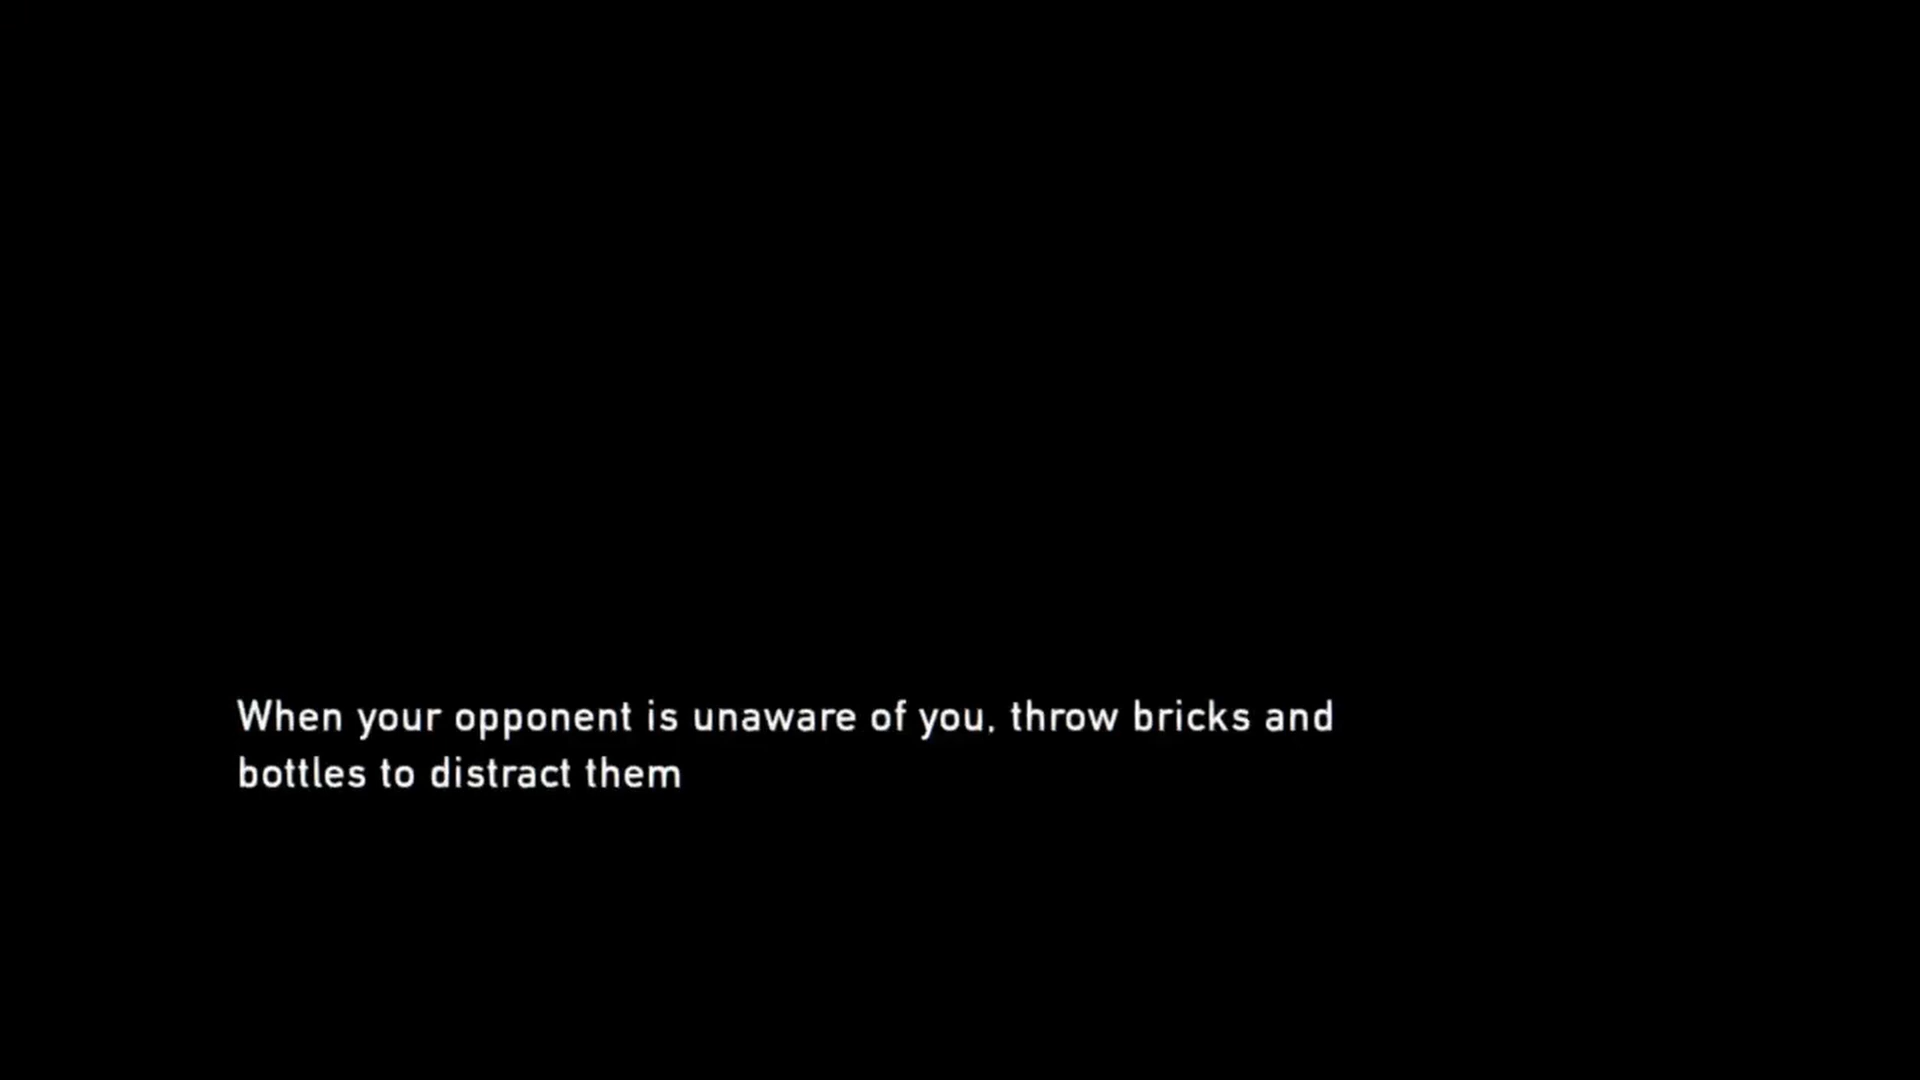 When your opponent is unaware of you, throw bricks and
bottles to distract them